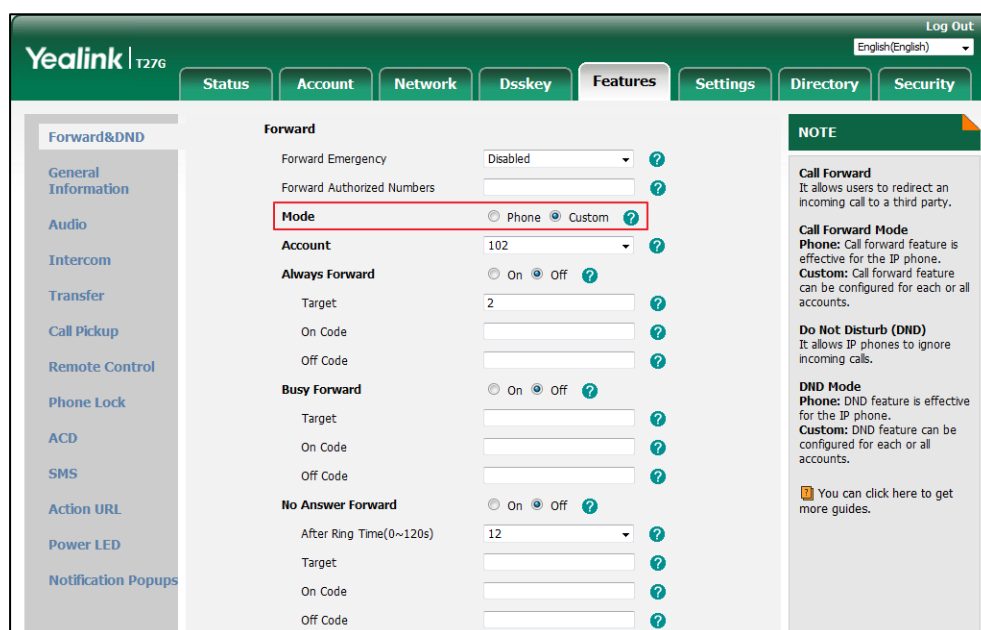 Log Out
English(English)
Yealink T27G
Status Account Network Dsskey Features Settings Directory Security
Forward&DND
General
Information
Audio
Intercom
Transfer
Call Pickup
Remote Control
Phone Lock
ACD
SMS
Action URL
Power LED
Notification Popups
Forward
Forward Emergency Disabled ?
Forward Authorized Numbers ?
Mode Phone Custom ?
Account 102 ?
Always Forward On Off ?
Target 2 ?
On Code ?
Off Code ?
Busy Forward On Off ?
Target ?
On Code ?
Off Code ?
No Answer Forward On Off ?
After Ring Time(0~120s) 12 ?
Target ?
On Code ?
Off Code ?
NOTE
Call Forward
It allows users to redirect an
incoming call to a third party.
Call Forward Mode
Phone: Call forward feature is
effective for the IP phone.
Custom: Call forward feature
can be configured for each or all
accounts.
Do Not Disturb (DND)
It allows IP phones to ignore
incoming calls.
DND Mode
Phone: DND feature is effective
for the IP phone.
Custom: DND feature can be
configured for each or all
accounts.
? You can click here to get
more guides.